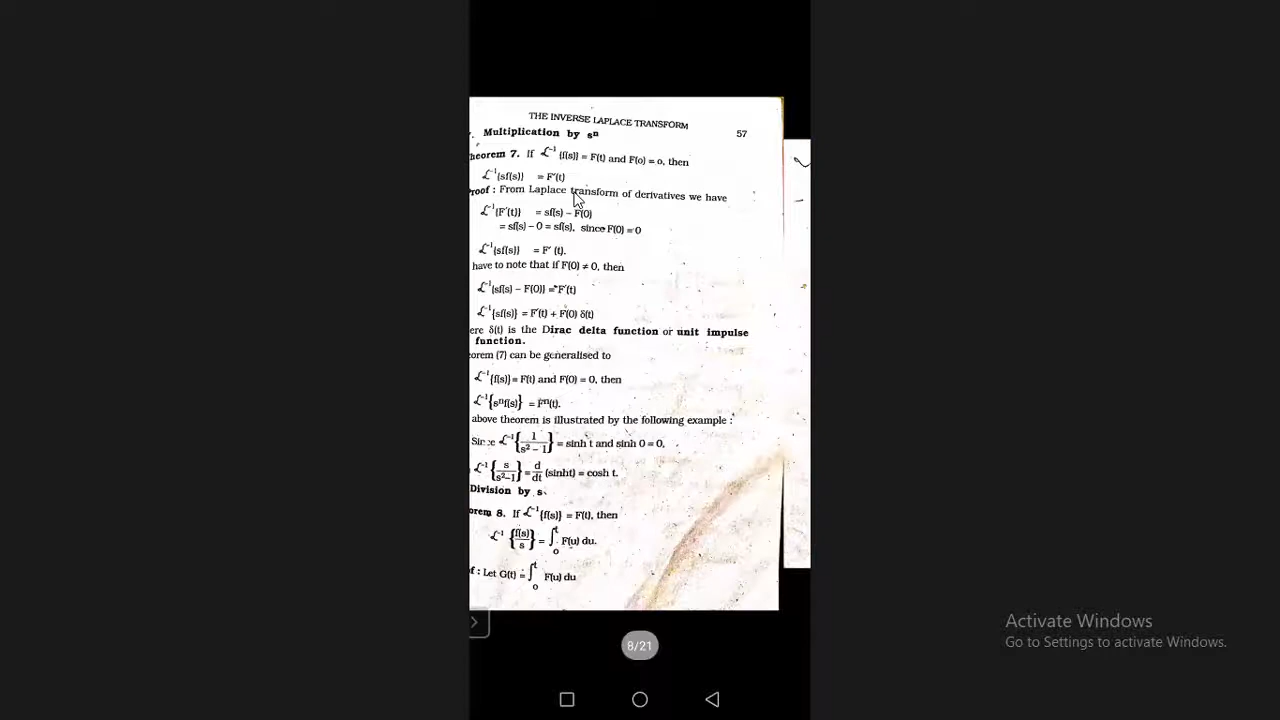 THE INVERSE LAPLACE TRANSFORM
57
. Multiplication by sⁿ
heorem 7. If ℒ⁻¹ {f(s)} = F(t) and F(o) = o, then
ℒ⁻¹{sf(s)} = F'(t)
roof : From Laplace transform of derivatives we have
ℒ⁻¹{F'(t)} = sf(s) – F(0)
= sf(s) – 0 = sf(s), since F(0) = 0
ℒ⁻¹{sf(s)} = F' (t).
have to note that if F(0) ≠ 0, then
ℒ⁻¹{sf(s) – F(0)} = F'(t)
ℒ⁻¹{sf(s)} = F'(t) + F(0) δ(t)
ere δ(t) is the Dirac delta function or unit impulse
function.
orem (7) can be generalised to
ℒ⁻¹{f(s)} = F(t) and F(0) = 0, then
ℒ⁻¹{sⁿf(s)} = Fⁿ(t).
above theorem is illustrated by the following example :
Since ℒ⁻¹{1/(s² – 1)} = sinh t and sinh 0 = 0,
ℒ⁻¹{s/(s²–1)} = d/dt (sinht) = cosh t.
Division by s
orem 8. If ℒ⁻¹{f(s)} = F(t), then
ℒ⁻¹ {f(s)/s} = ∫₀ᵗ F(u) du.
f : Let G(t) = ∫₀ᵗ F(u) du
8/21
Activate Windows
Go to Settings to activate Windows.